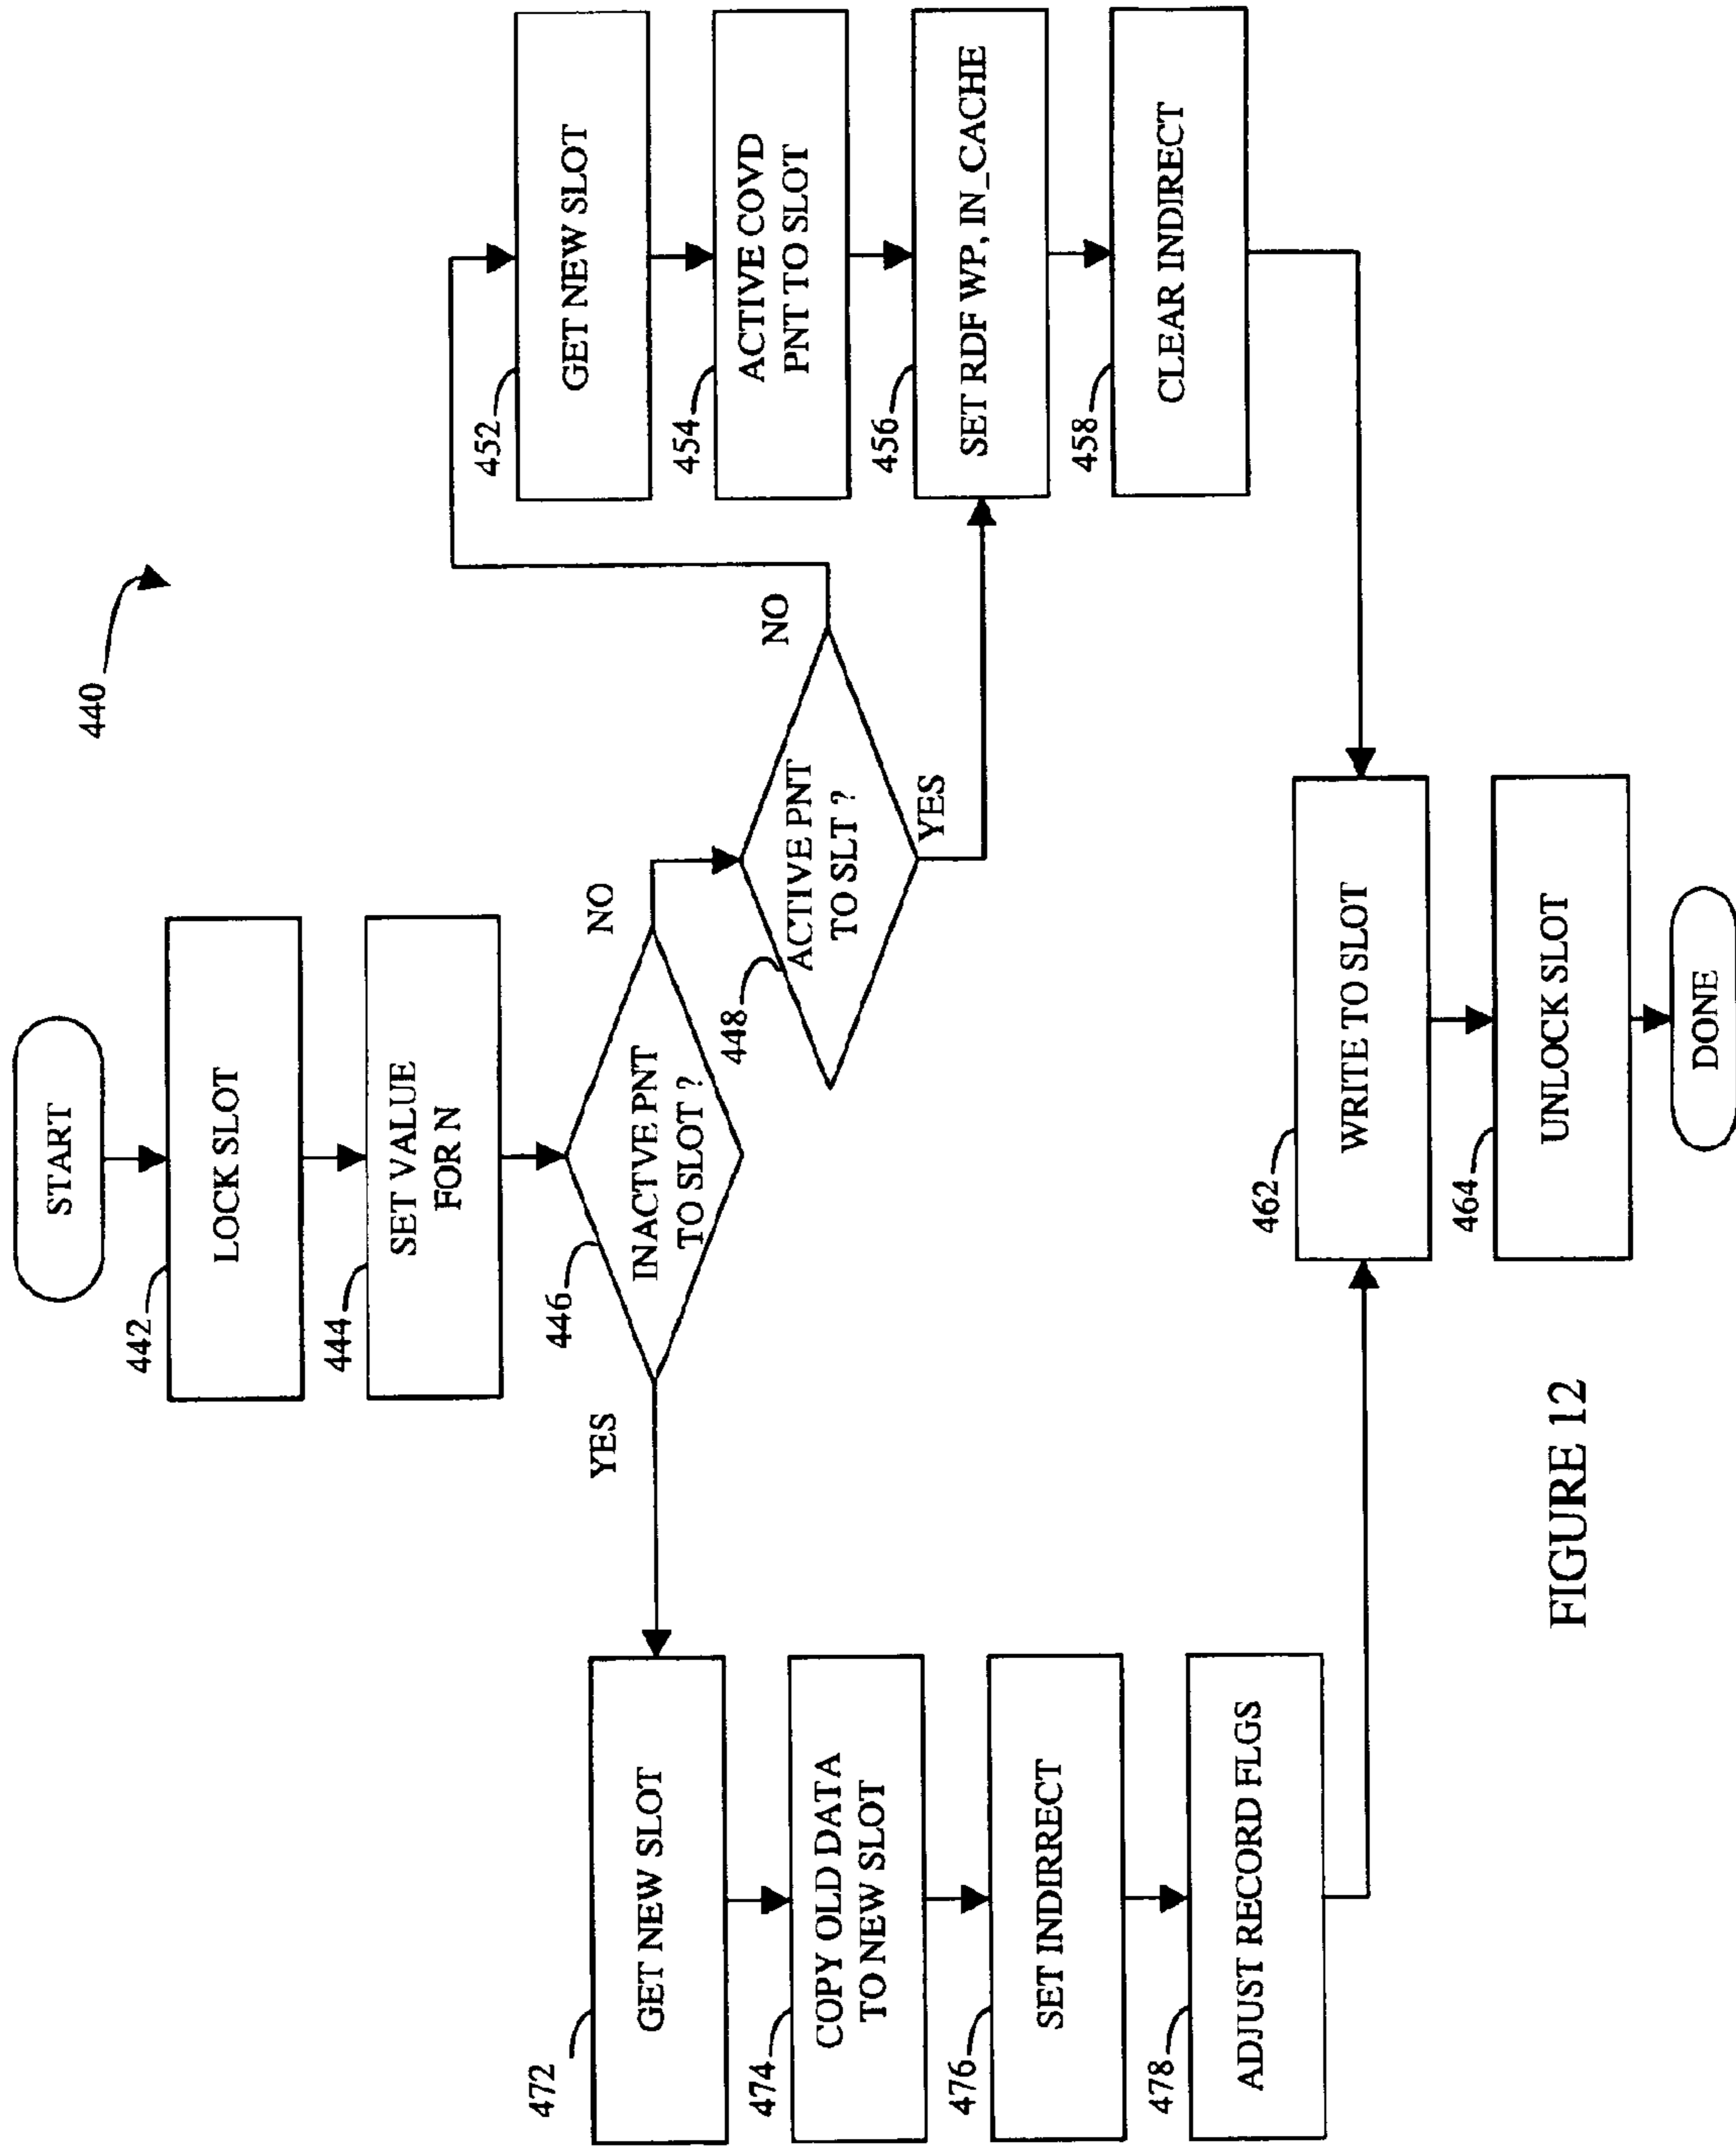 440
START
442
LOCK SLOT
444
SET VALUE
FOR N
446
INACTVE PNT
TO SLOT ?
YES
NO
448
ACTIVE PNT
TO SLT ?
NO
YES
452
GET NEW SLOT
454
ACTIVE COVD
PNT TO SLOT
456
SET RDF WP, IN_CACHE
458
CLEAR INDIRECT
472
GET NEW SLOT
474
COPY OLD DATA
TO NEW SLOT
476
SET INDIRRECT
478
ADJUST RECORD FLGS
462
WRITE TO SLOT
464
UNLOCK SLOT
DONE
FIGURE 12